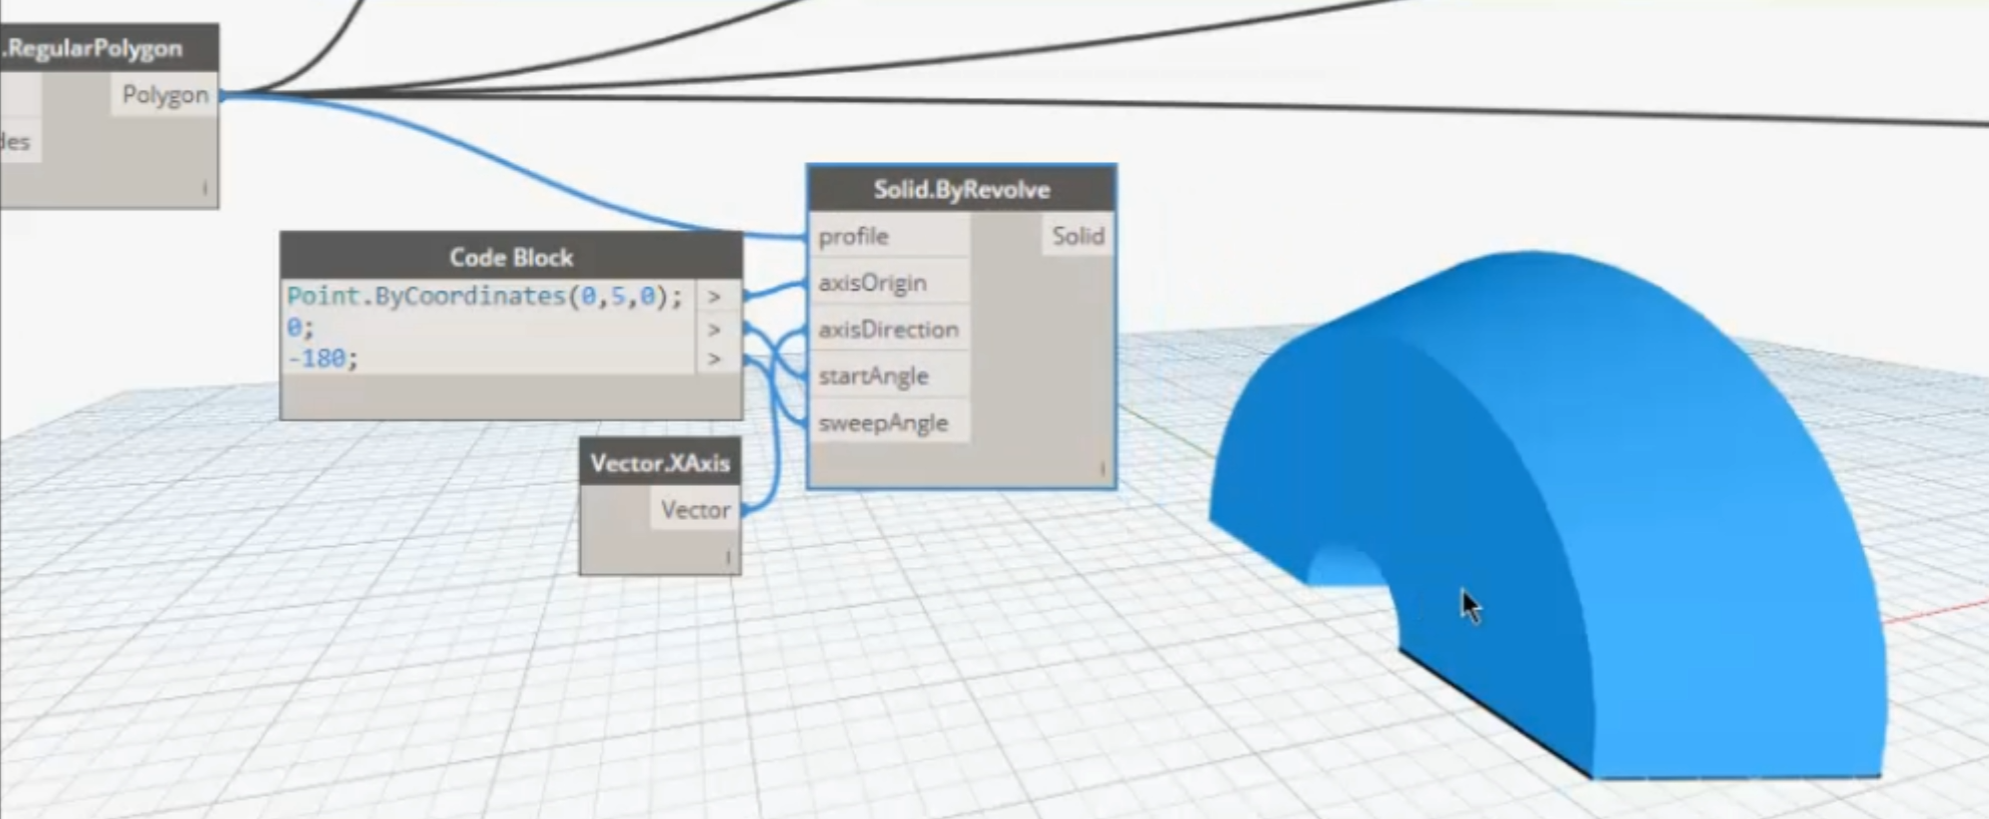 .RegularPolygon
Polygon
des
Solid.ByRevolve
profile
Solid
axisOrigin
axisDirection
startAngle
sweepAngle
Code Block
Point.ByCoordinates(0,5,0); >
0; >
-180; >
Vector.XAxis
Vector